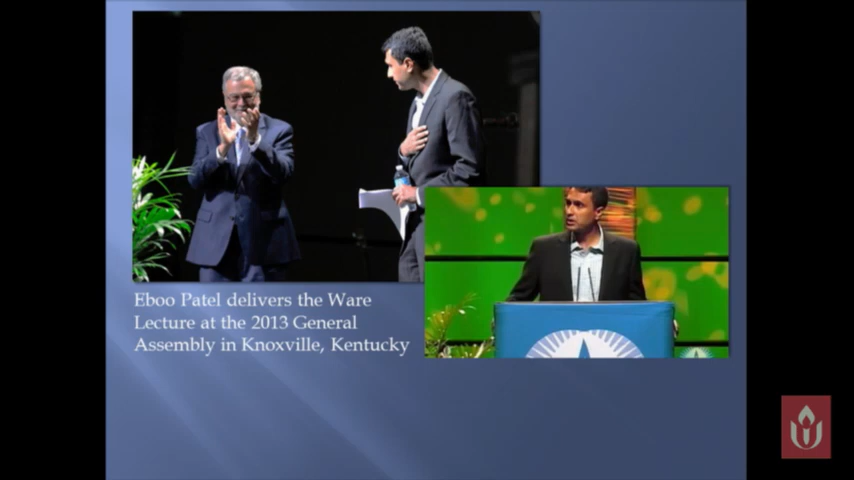 Eboo Patel delivers the Ware
Lecture at the 2013 General
Assembly in Knoxville, Kentucky